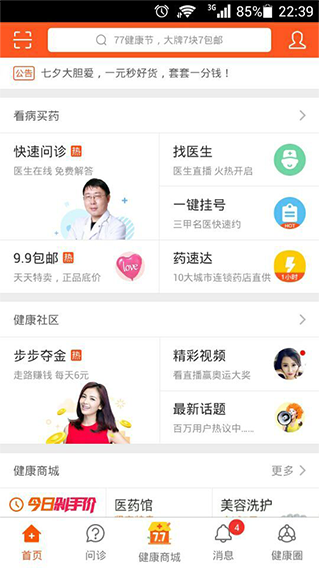 3G 85% 22:39
77健康节，大牌7块7包邮
公告 七夕大胆爱，一元秒好货，套套一分钱！
看病买药
快速问诊 热
医生在线 免费解答
找医生
医生直播 火热开启
一键挂号
三甲名医快速约
HOT
9.9包邮 热
天天特卖，正品底价
love
药速达
10大城市连锁药店直供
1小时
健康社区
步步夺金 热
走路赚钱 每天6元
精彩视频
看直播赢奥运大奖
最新话题
百万用户热议中......
健康商城
更多 >
今日剁手价
医药馆
美容洗护
首页
问诊
7.7
健康商城
4
消息
健康圈